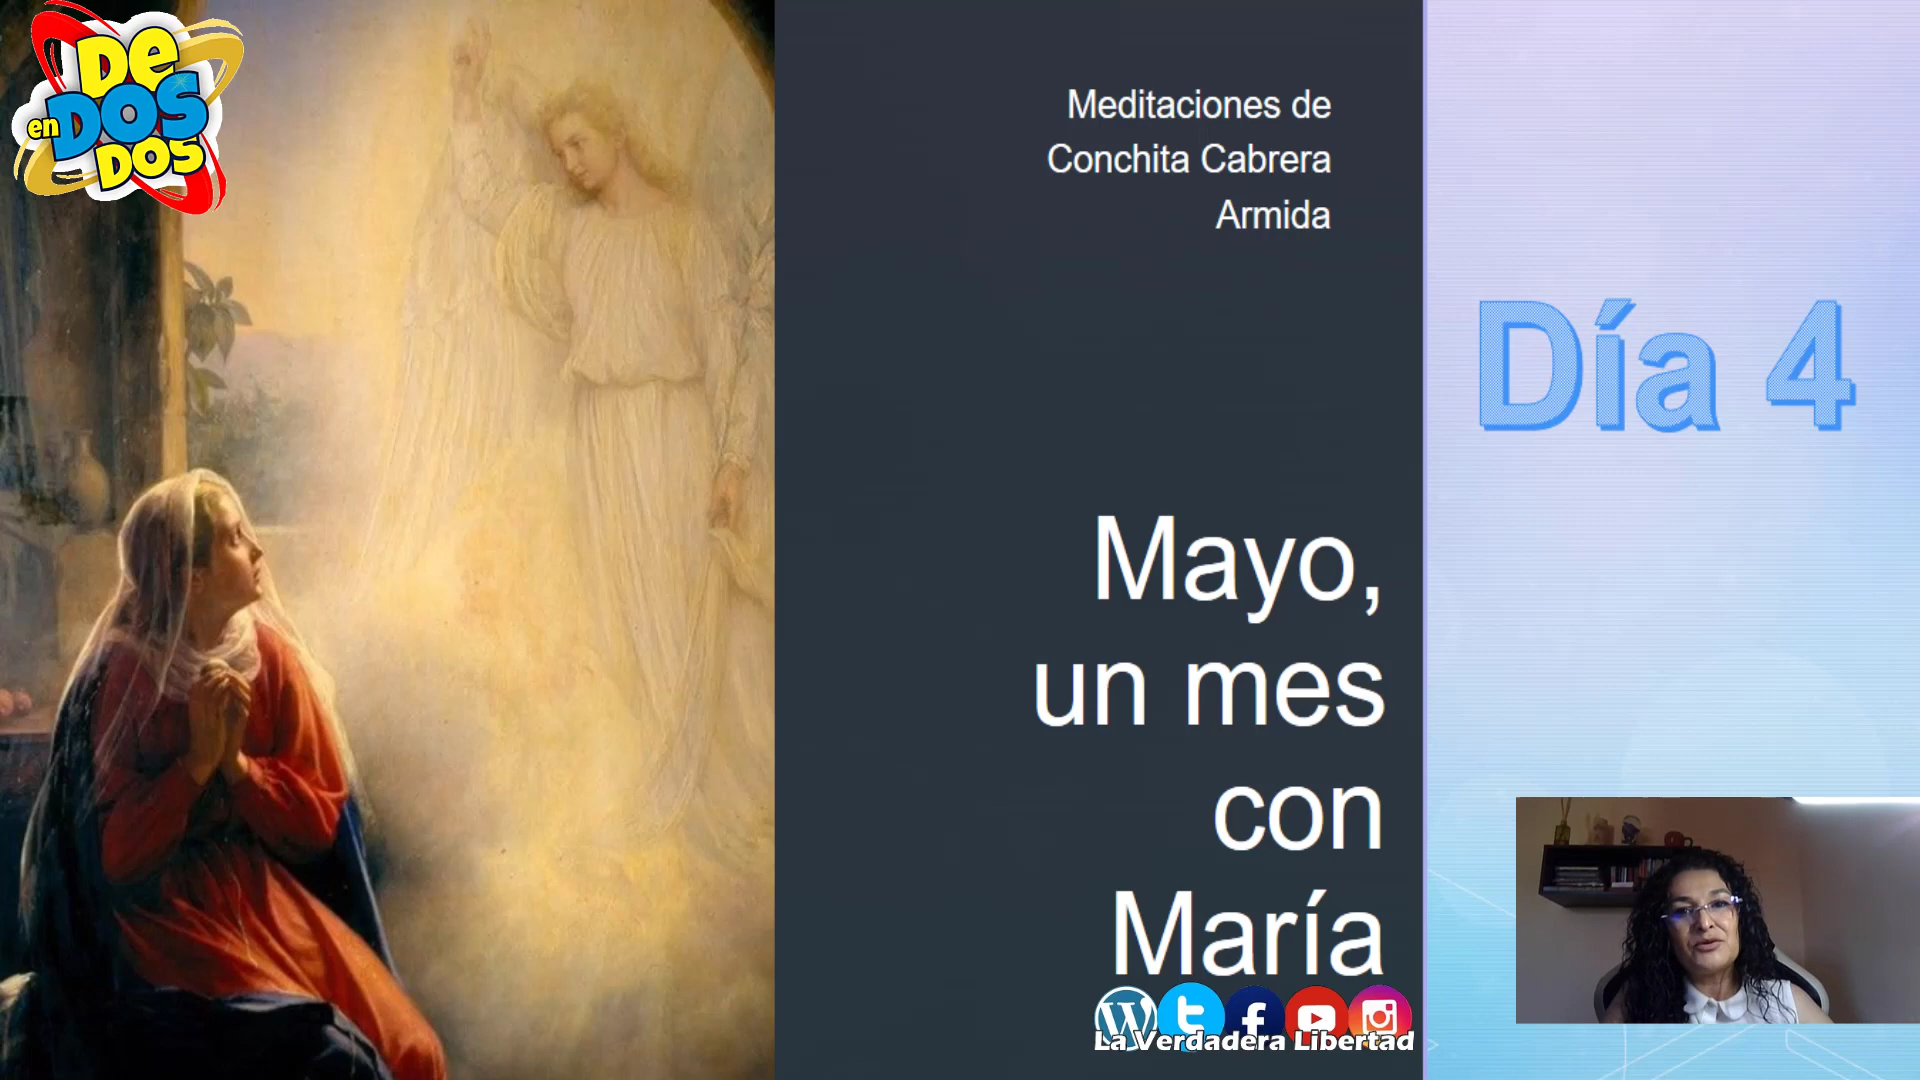 De
en DOS
DOS
Meditaciones de
Conchita Cabrera
Armida
Día 4
Mayo,
un mes
con
María
La Verdadera Libertad